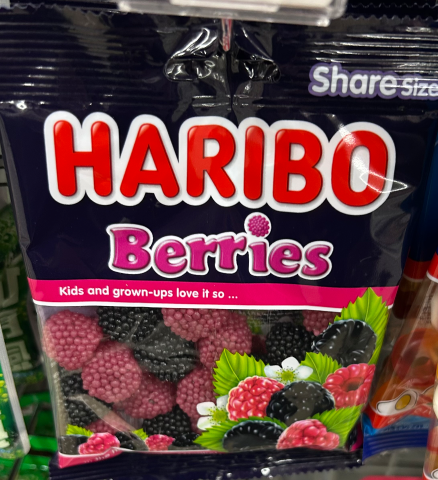 Share Size
HARIBO
Berries
Kids and grown-ups love it so ...